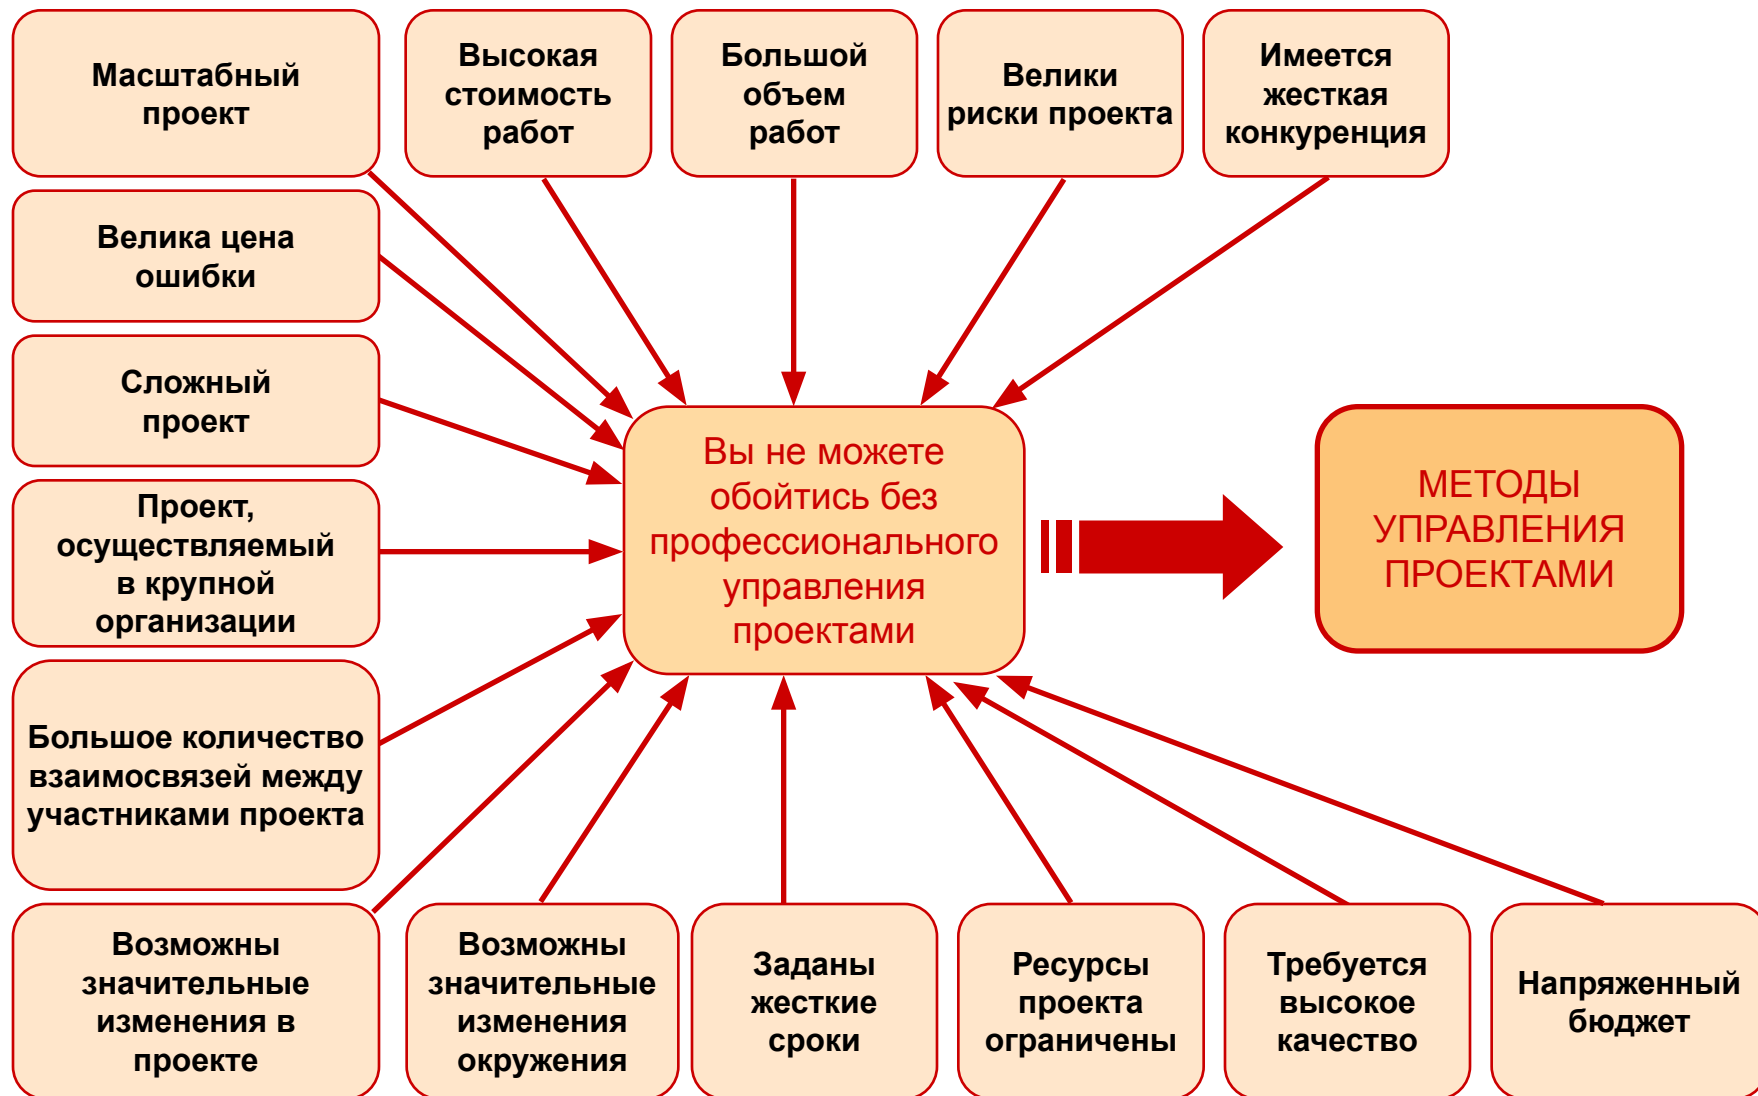 Масштабный
проект
Высокая
стоимость
работ
Большой
объем
работ
Велики
риски проекта
Имеется
жесткая
конкуренция
Велика цена
ошибки
Сложный
проект
Проект,
осуществляемый
в крупной
организации
Большое количество
взаимосвязей между
участниками проекта
Вы не можете
обойтись без
профессионального
управления
проектами
МЕТОДЫ
УПРАВЛЕНИЯ
ПРОЕКТАМИ
Возможны
значительные
изменения в
проекте
Возможны
значительные
изменения
окружения
Заданы
жесткие
сроки
Ресурсы
проекта
ограничены
Требуется
высокое
качество
Напряженный
бюджет